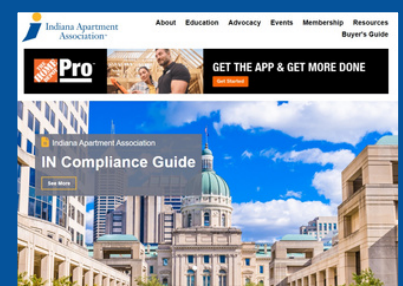 Indiana Apartment
Association
About Education Advocacy Events Membership Resources
Buyer's Guide
THE HOME DEPOT
Pro
GET THE APP & GET MORE DONE
Get Started
Indiana Apartment Association
IN Compliance Guide
See More